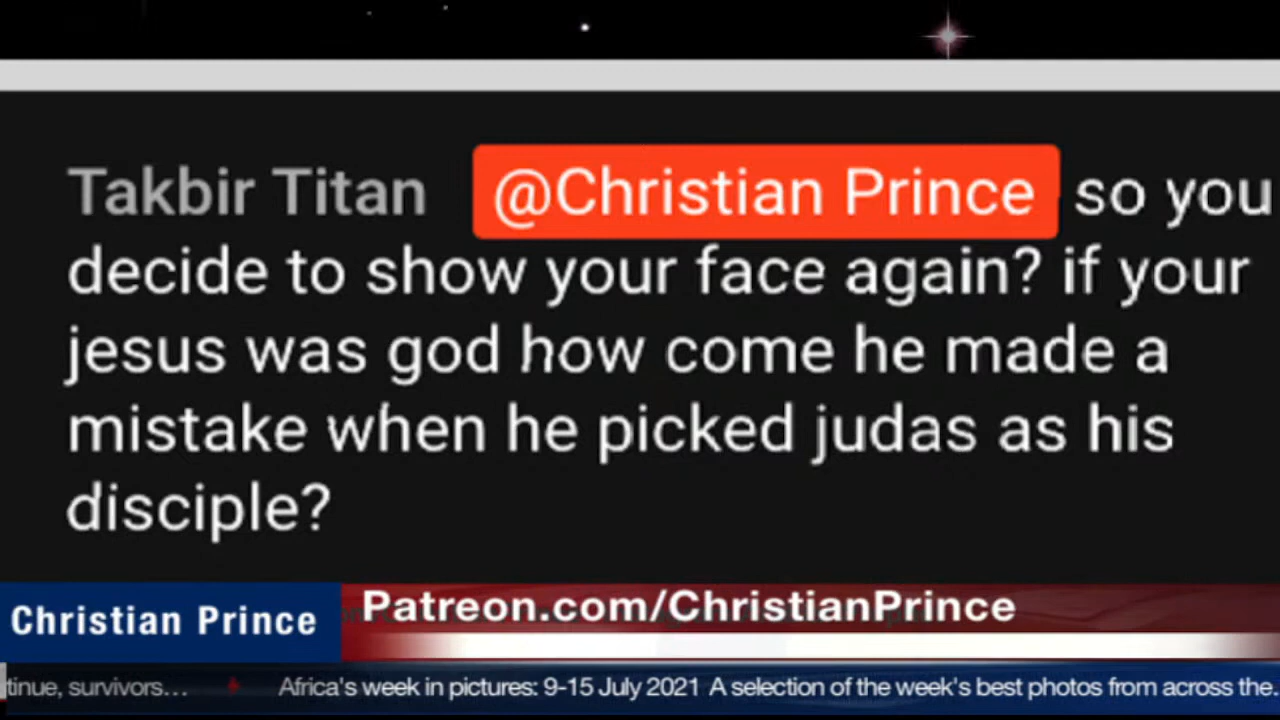 Takbir Titan @Christian Prince so you
decide to show your face again? if your
jesus was god how come he made a
mistake when he picked judas as his
disciple?
Christian Prince
Patreon.com/ChristianPrince
tinue, survivors... Africa's week in pictures: 9-15 July 2021 A selection of the week's best photos from across the.